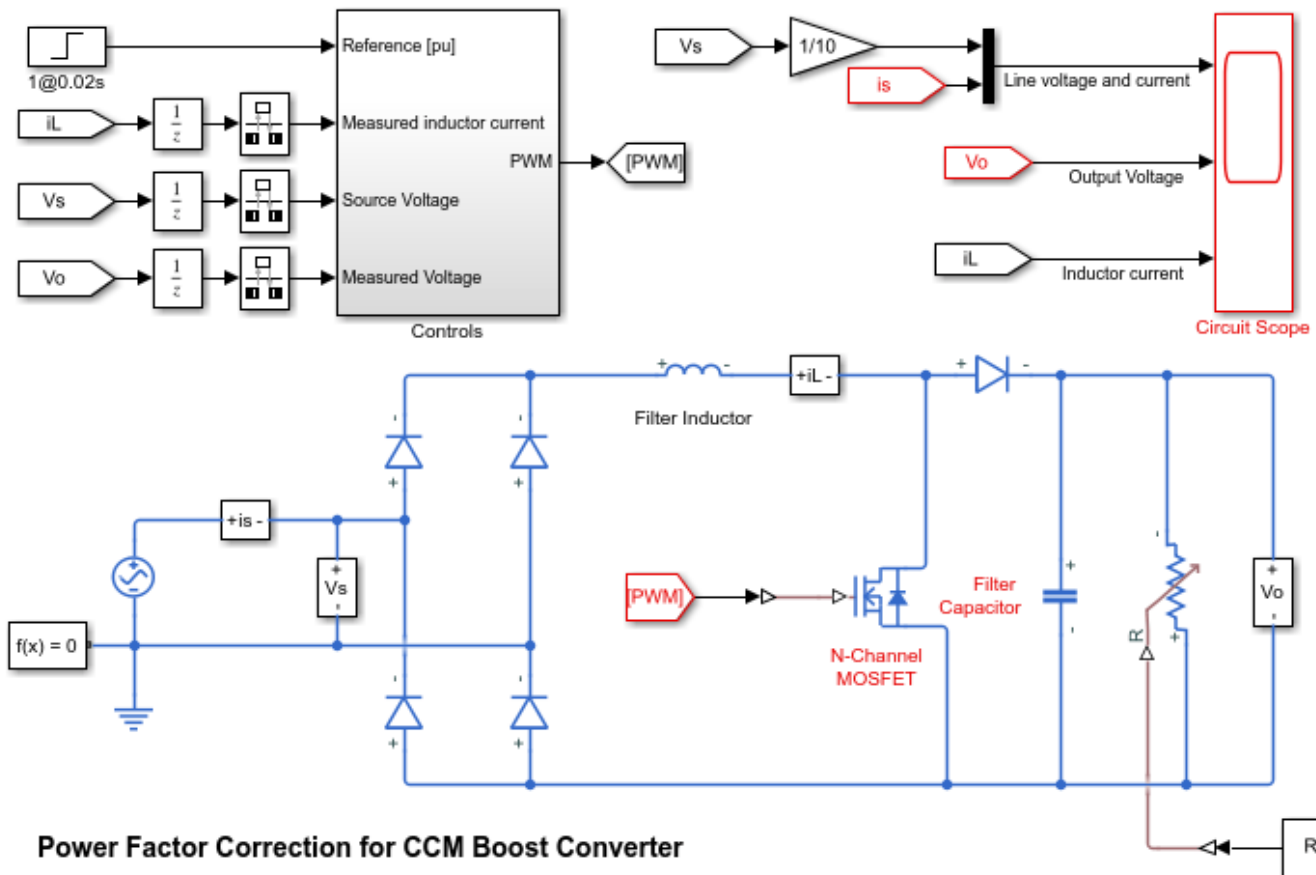 Reference [pu]
1@0.02s
iL
1
z
Measured inductor current
PWM
[PWM]
Vs
1
z
Source Voltage
Vo
1
z
Measured Voltage
Controls
Vs
1/10
is
Line voltage and current
Vo
Output Voltage
iL
Inductor current
Circuit Scope
+ -
+iL -
+ -
Filter Inductor
-
+
-
+
+is -
+
Vs
-
f(x) = 0
[PWM]
N-Channel
MOSFET
Filter
Capacitor
+
-
-
+
R
+
Vo
-
-
+
-
+
Power Factor Correction for CCM Boost Converter
R